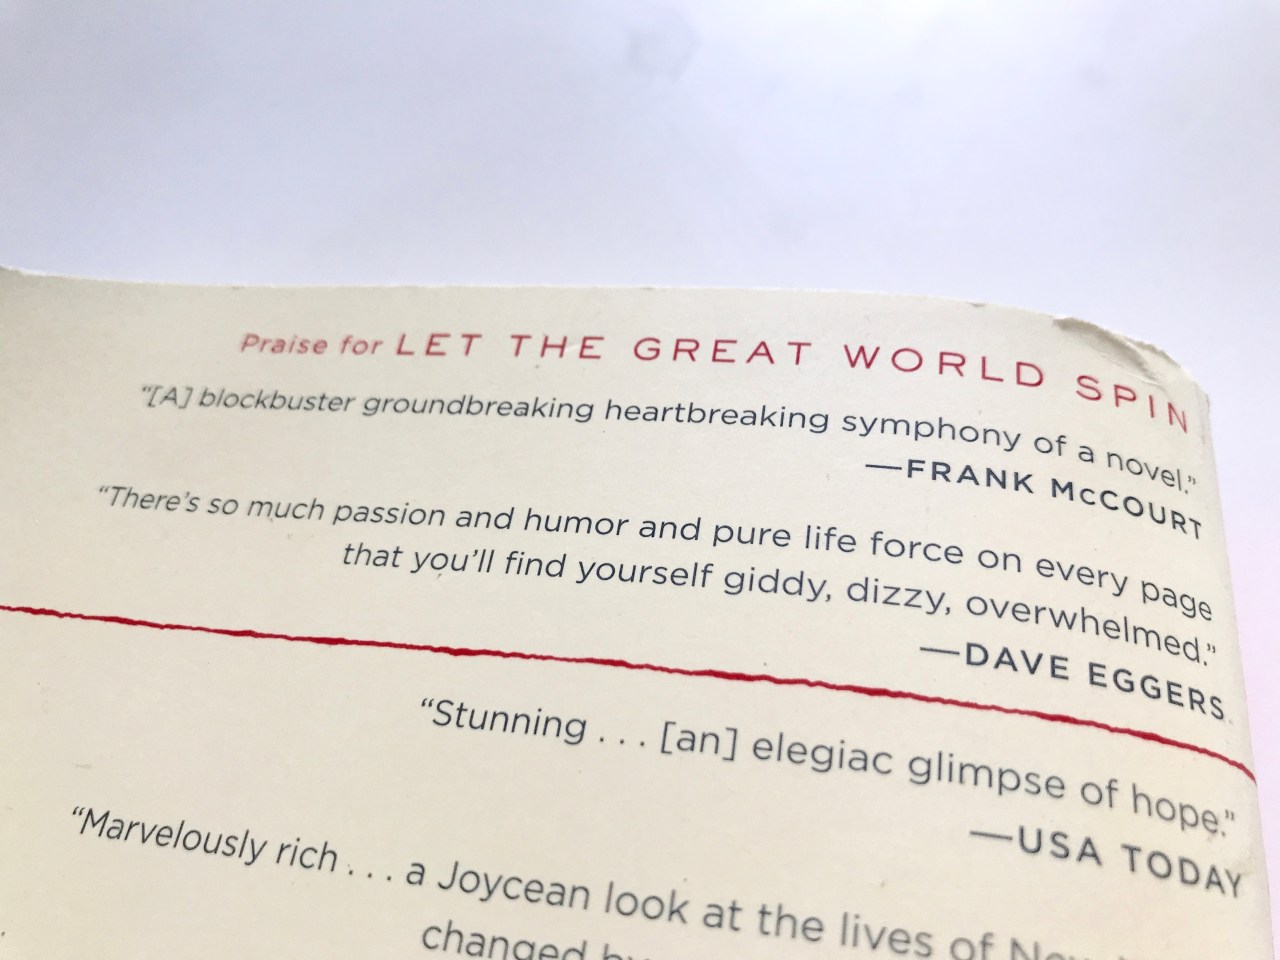 Praise for LET THE GREAT WORLD SPIN
“[A] blockbuster groundbreaking heartbreaking symphony of a novel.”
—FRANK McCOURT
“There’s so much passion and humor and pure life force on every page
that you’ll find yourself giddy, dizzy, overwhelmed.”
—DAVE EGGERS
“Stunning . . . [an] elegiac glimpse of hope.”
—USA TODAY
“Marvelously rich . . . a Joycean look at the lives of
changed